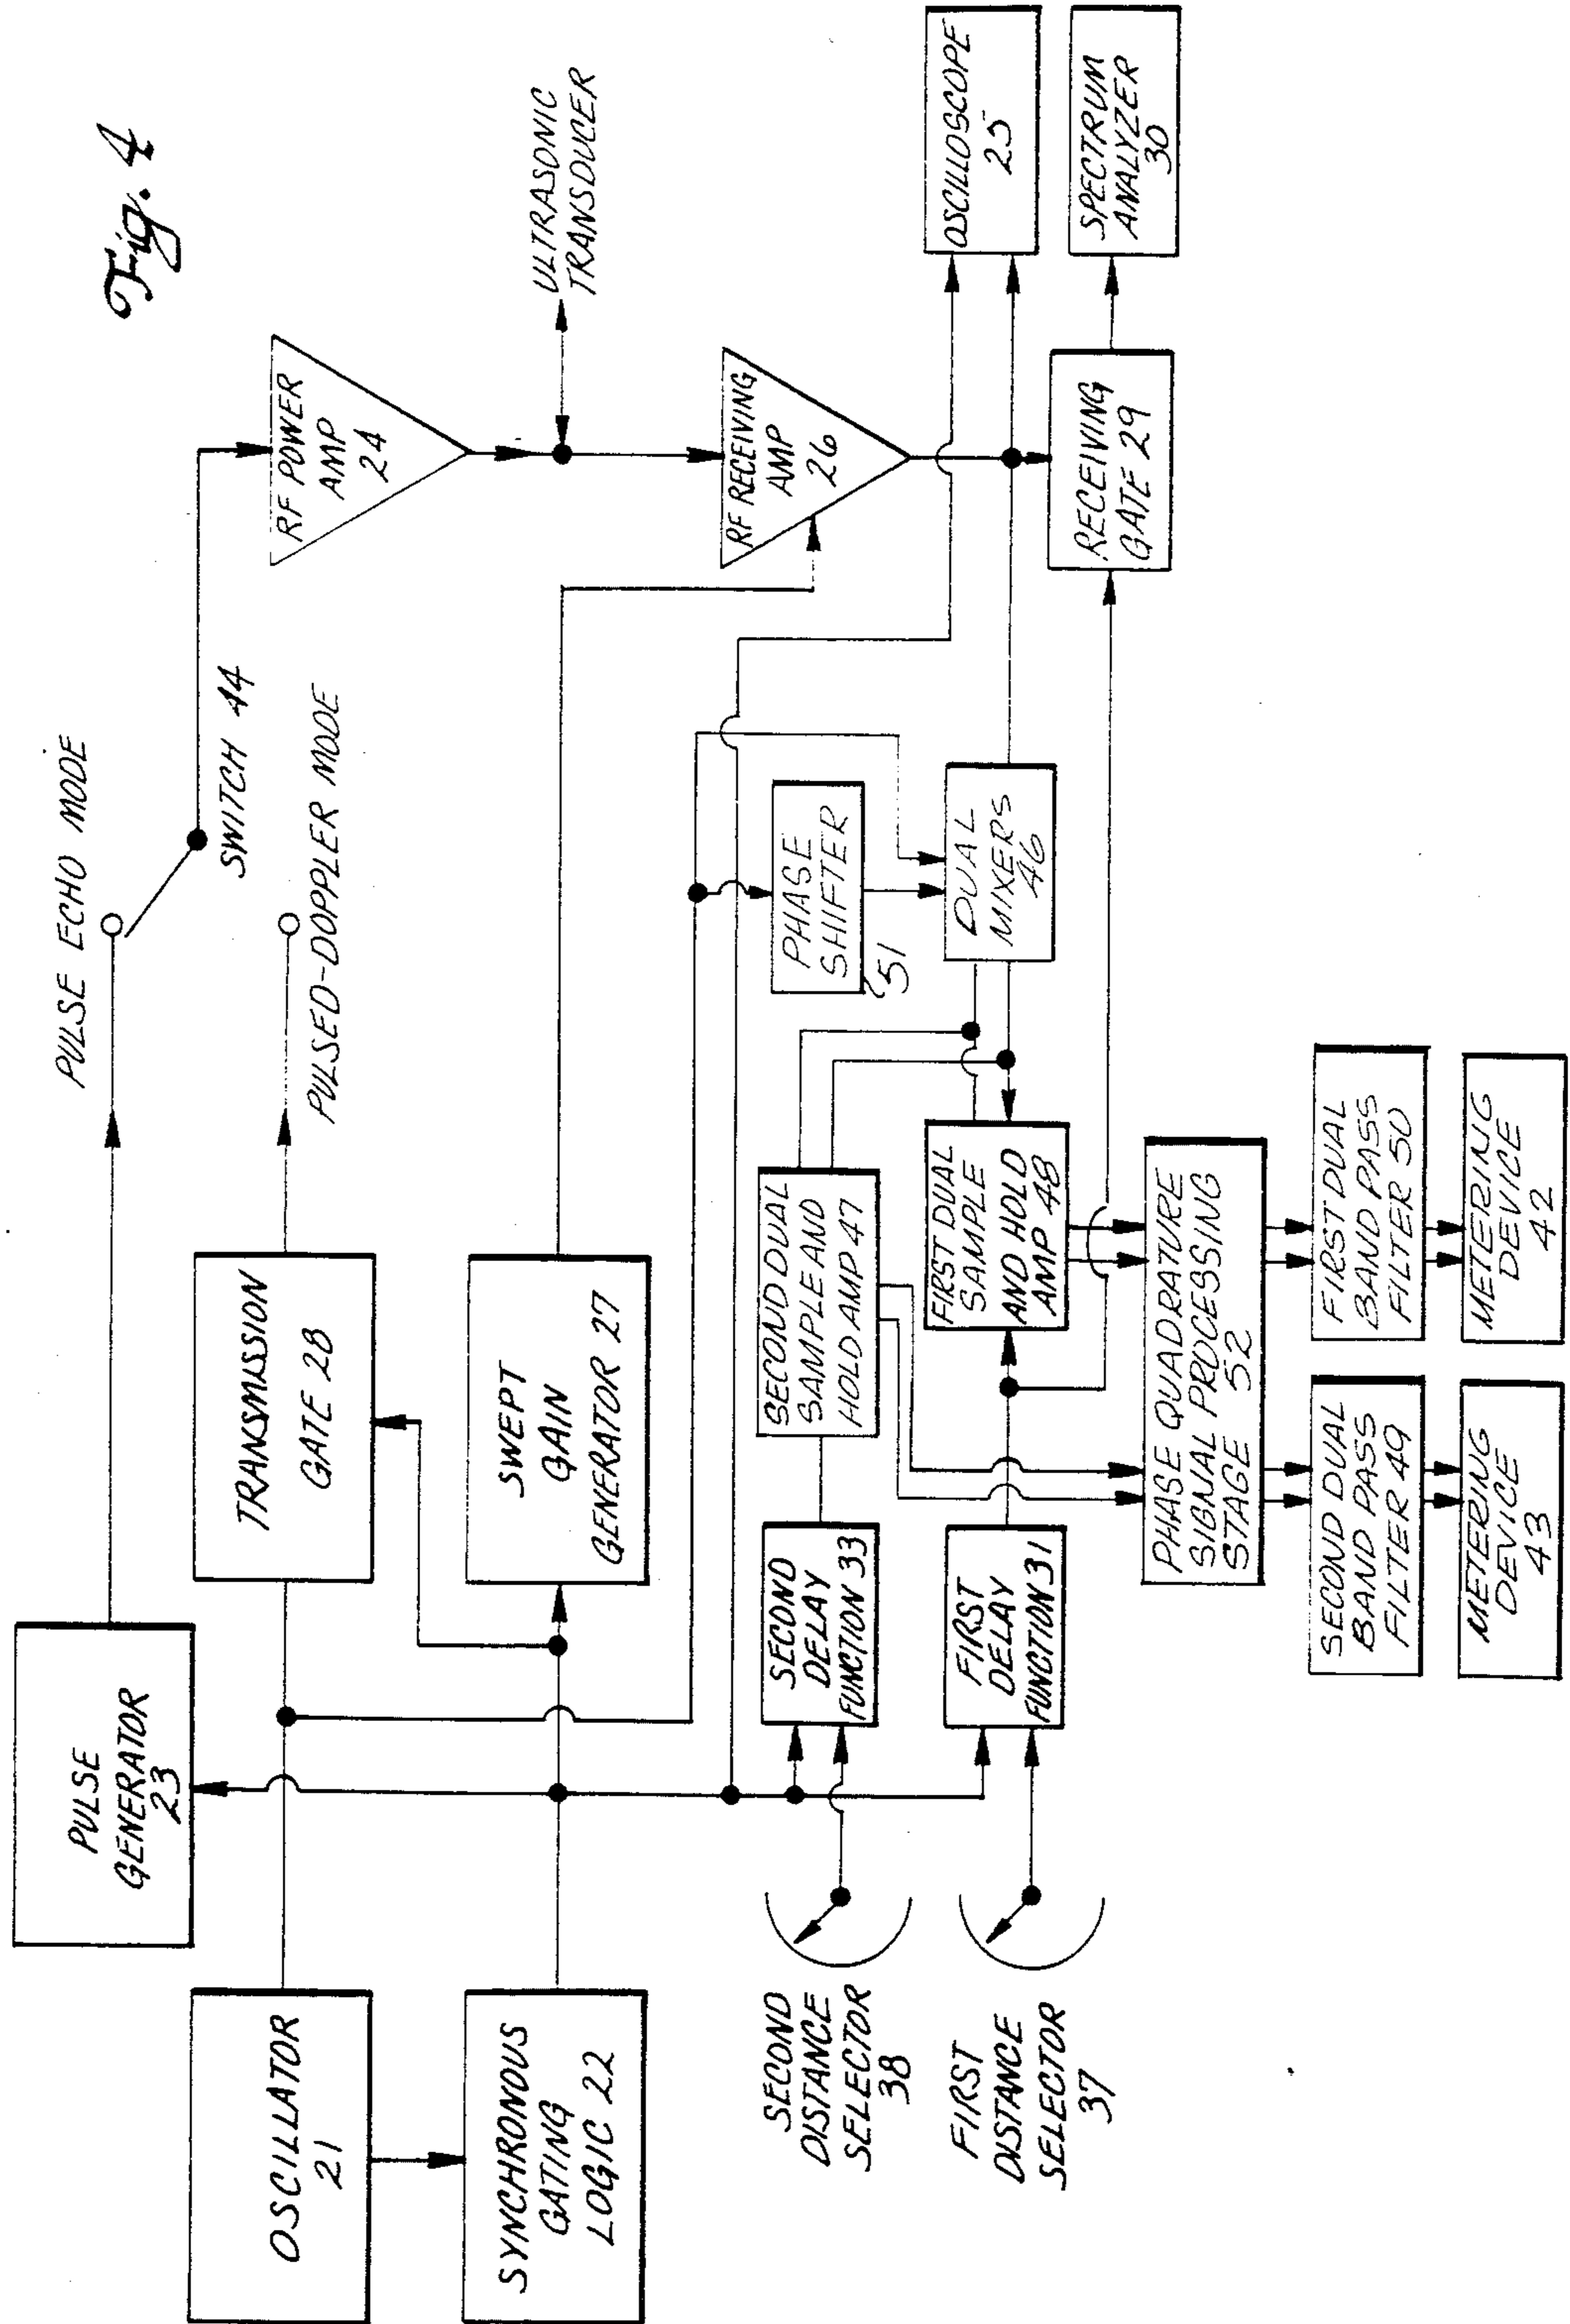 Fig. 4
PULSE ECHO MODE
SWITCH 44
PULSED-DOPPLER MODE
PULSE
GENERATOR
23
OSCILLATOR
21
TRANSMISSION
GATE 28
RF POWER
AMP
24
ULTRASONIC
TRANSDUCER
SYNCHRONOUS
GATING
LOGIC 22
SWEPT
GAIN
GENERATOR 27
RF RECEIVING
AMP
26
SECOND
DISTANCE
SELECTOR
38
SECOND
DELAY
FUNCTION 33
SECOND DUAL
SAMPLE AND
HOLD AMP 47
PHASE
SHIFTER
51
OSCILLOSCOPE
25
FIRST
DISTANCE
SELECTOR
37
FIRST
DELAY
FUNCTION 31
FIRST DUAL
SAMPLE
AND HOLD
AMP 48
DUAL
MIXERS
46
RECEIVING
GATE 29
SPECTRUM
ANALYZER
30
PHASE QUADRATURE
SIGNAL PROCESSING
STAGE 52
SECOND DUAL
BAND PASS
FILTER 49
FIRST DUAL
BAND PASS
FILTER 50
METERING
DEVICE
43
METERING
DEVICE
42